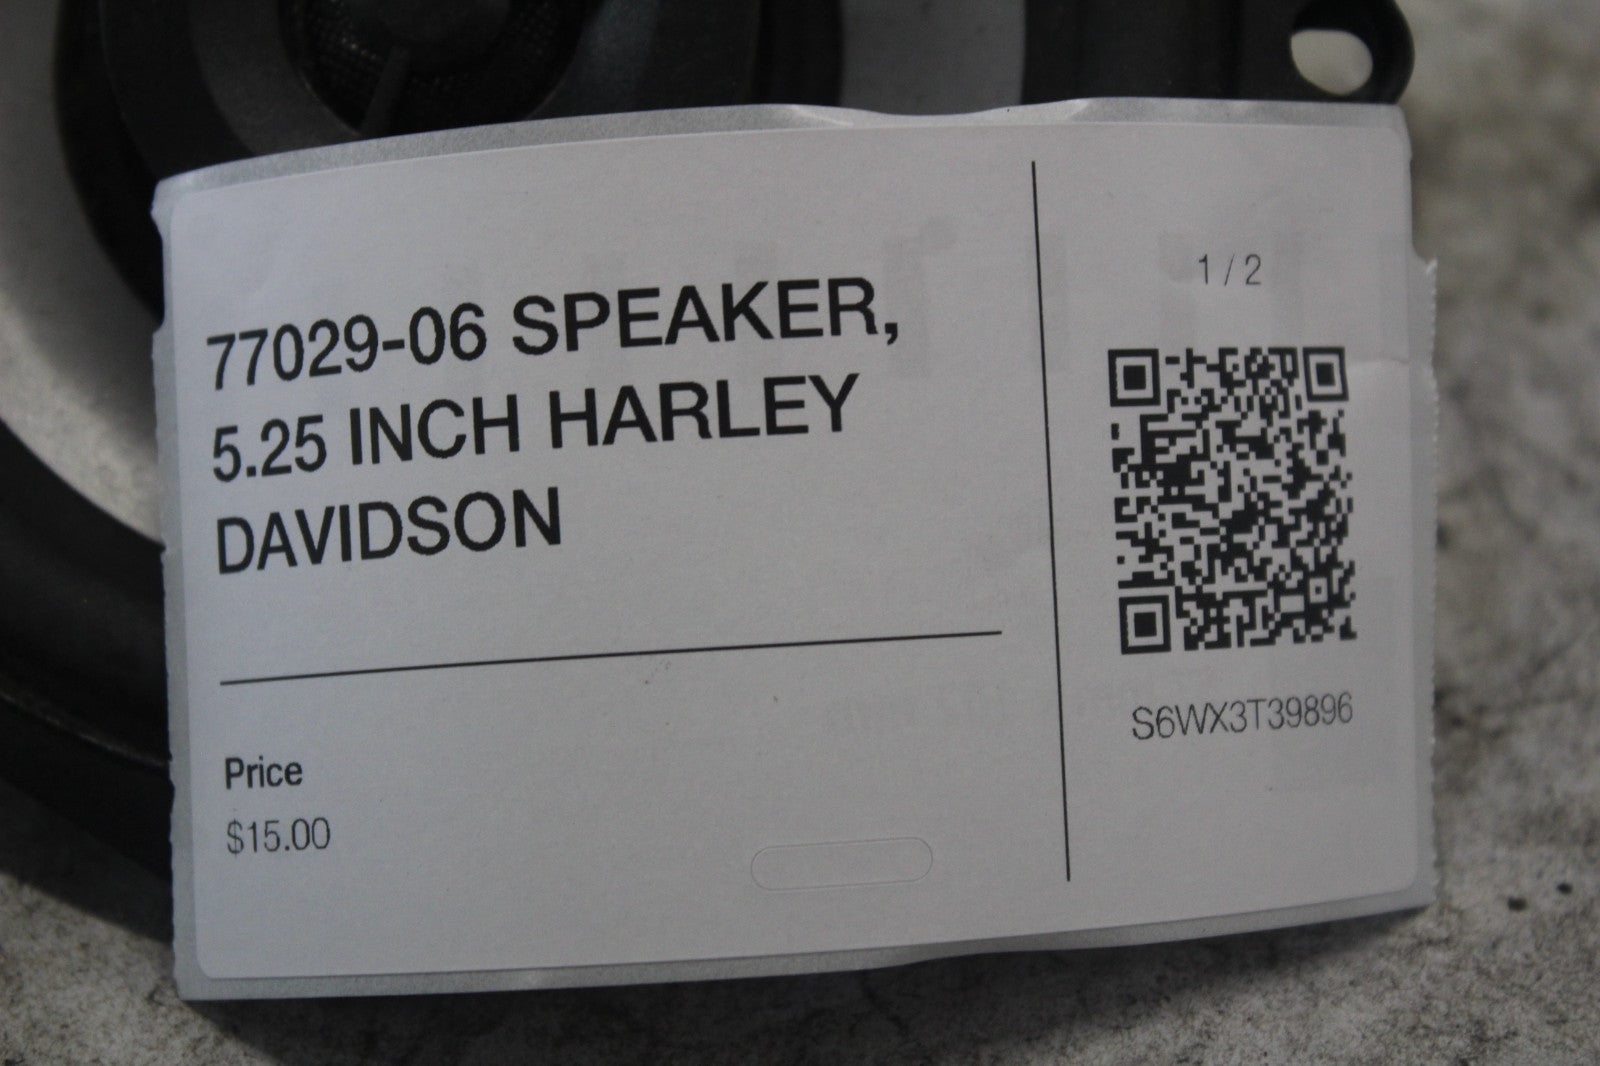 77029-06 SPEAKER,
5.25 INCH HARLEY
DAVIDSON
Price
$15.00
1 / 2
S6WX3T39896